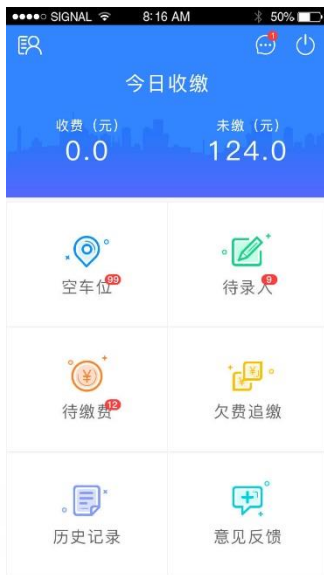 SIGNAL 8:16 AM 50%
1
今日收缴
收费（元） 未缴（元）
0.0 124.0
99 9
空车位 待录入
12
待缴费 欠费追缴
历史记录 意见反馈